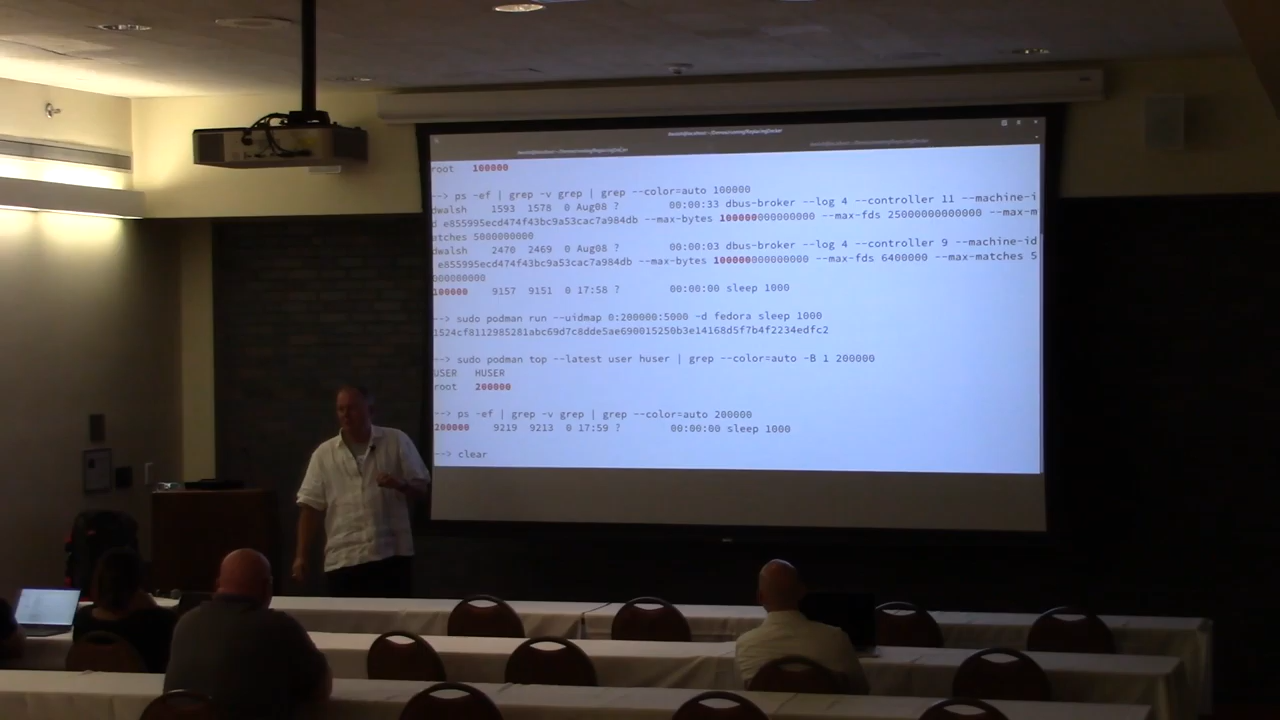 root   100000
--> ps -ef | grep -v grep | grep --color=auto 100000
dwalsh    1593  1578  0 Aug08 ?        00:00:33 dbus-broker --log 4 --controller 11 --machine-i
d e855995ecd474f43bc9a53cac7a984db --max-bytes 100000000000000 --max-fds 25000000000000 --max-m
atches 5000000000
dwalsh    2470  2469  0 Aug08 ?        00:00:03 dbus-broker --log 4 --controller 9 --machine-id
e855995ecd474f43bc9a53cac7a984db --max-bytes 100000000000000 --max-fds 6400000 --max-matches 5
000000000
100000    9157  9151  0 17:58 ?        00:00:00 sleep 1000
--> sudo podman run --uidmap 0:200000:5000 -d fedora sleep 1000
1524cf8112985281abc69d7c8dde5ae690015250b3e14168d5f7b4f2234edfc2
--> sudo podman top --latest user huser | grep --color=auto -B 1 200000
USER   HUSER
root   200000
--> ps -ef | grep -v grep | grep --color=auto 200000
200000    9219  9213  0 17:59 ?        00:00:00 sleep 1000
--> clear